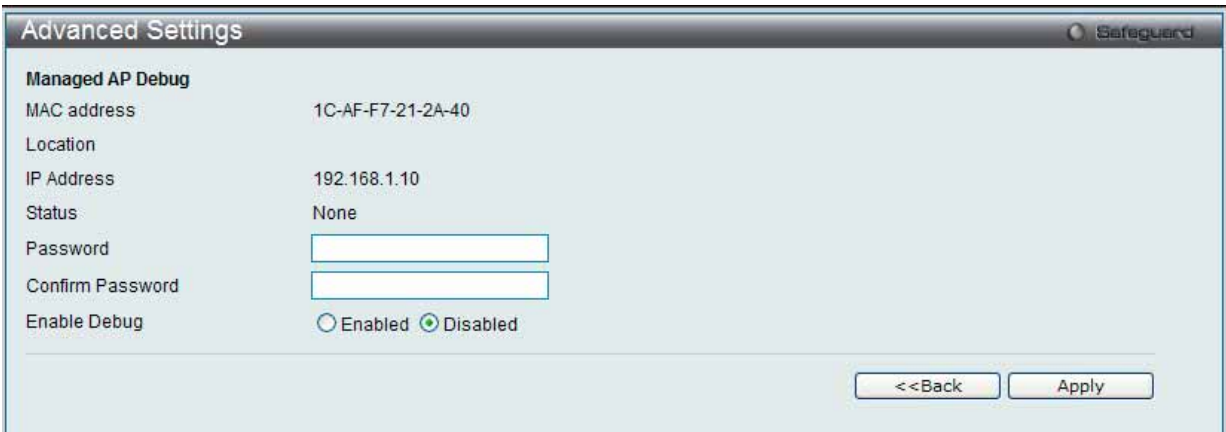 Advanced Settings
Safeguard
Managed AP Debug
MAC address 1C-AF-F7-21-2A-40
Location
IP Address 192.168.1.10
Status None
Password
Confirm Password
Enable Debug Enabled Disabled
<<Back Apply